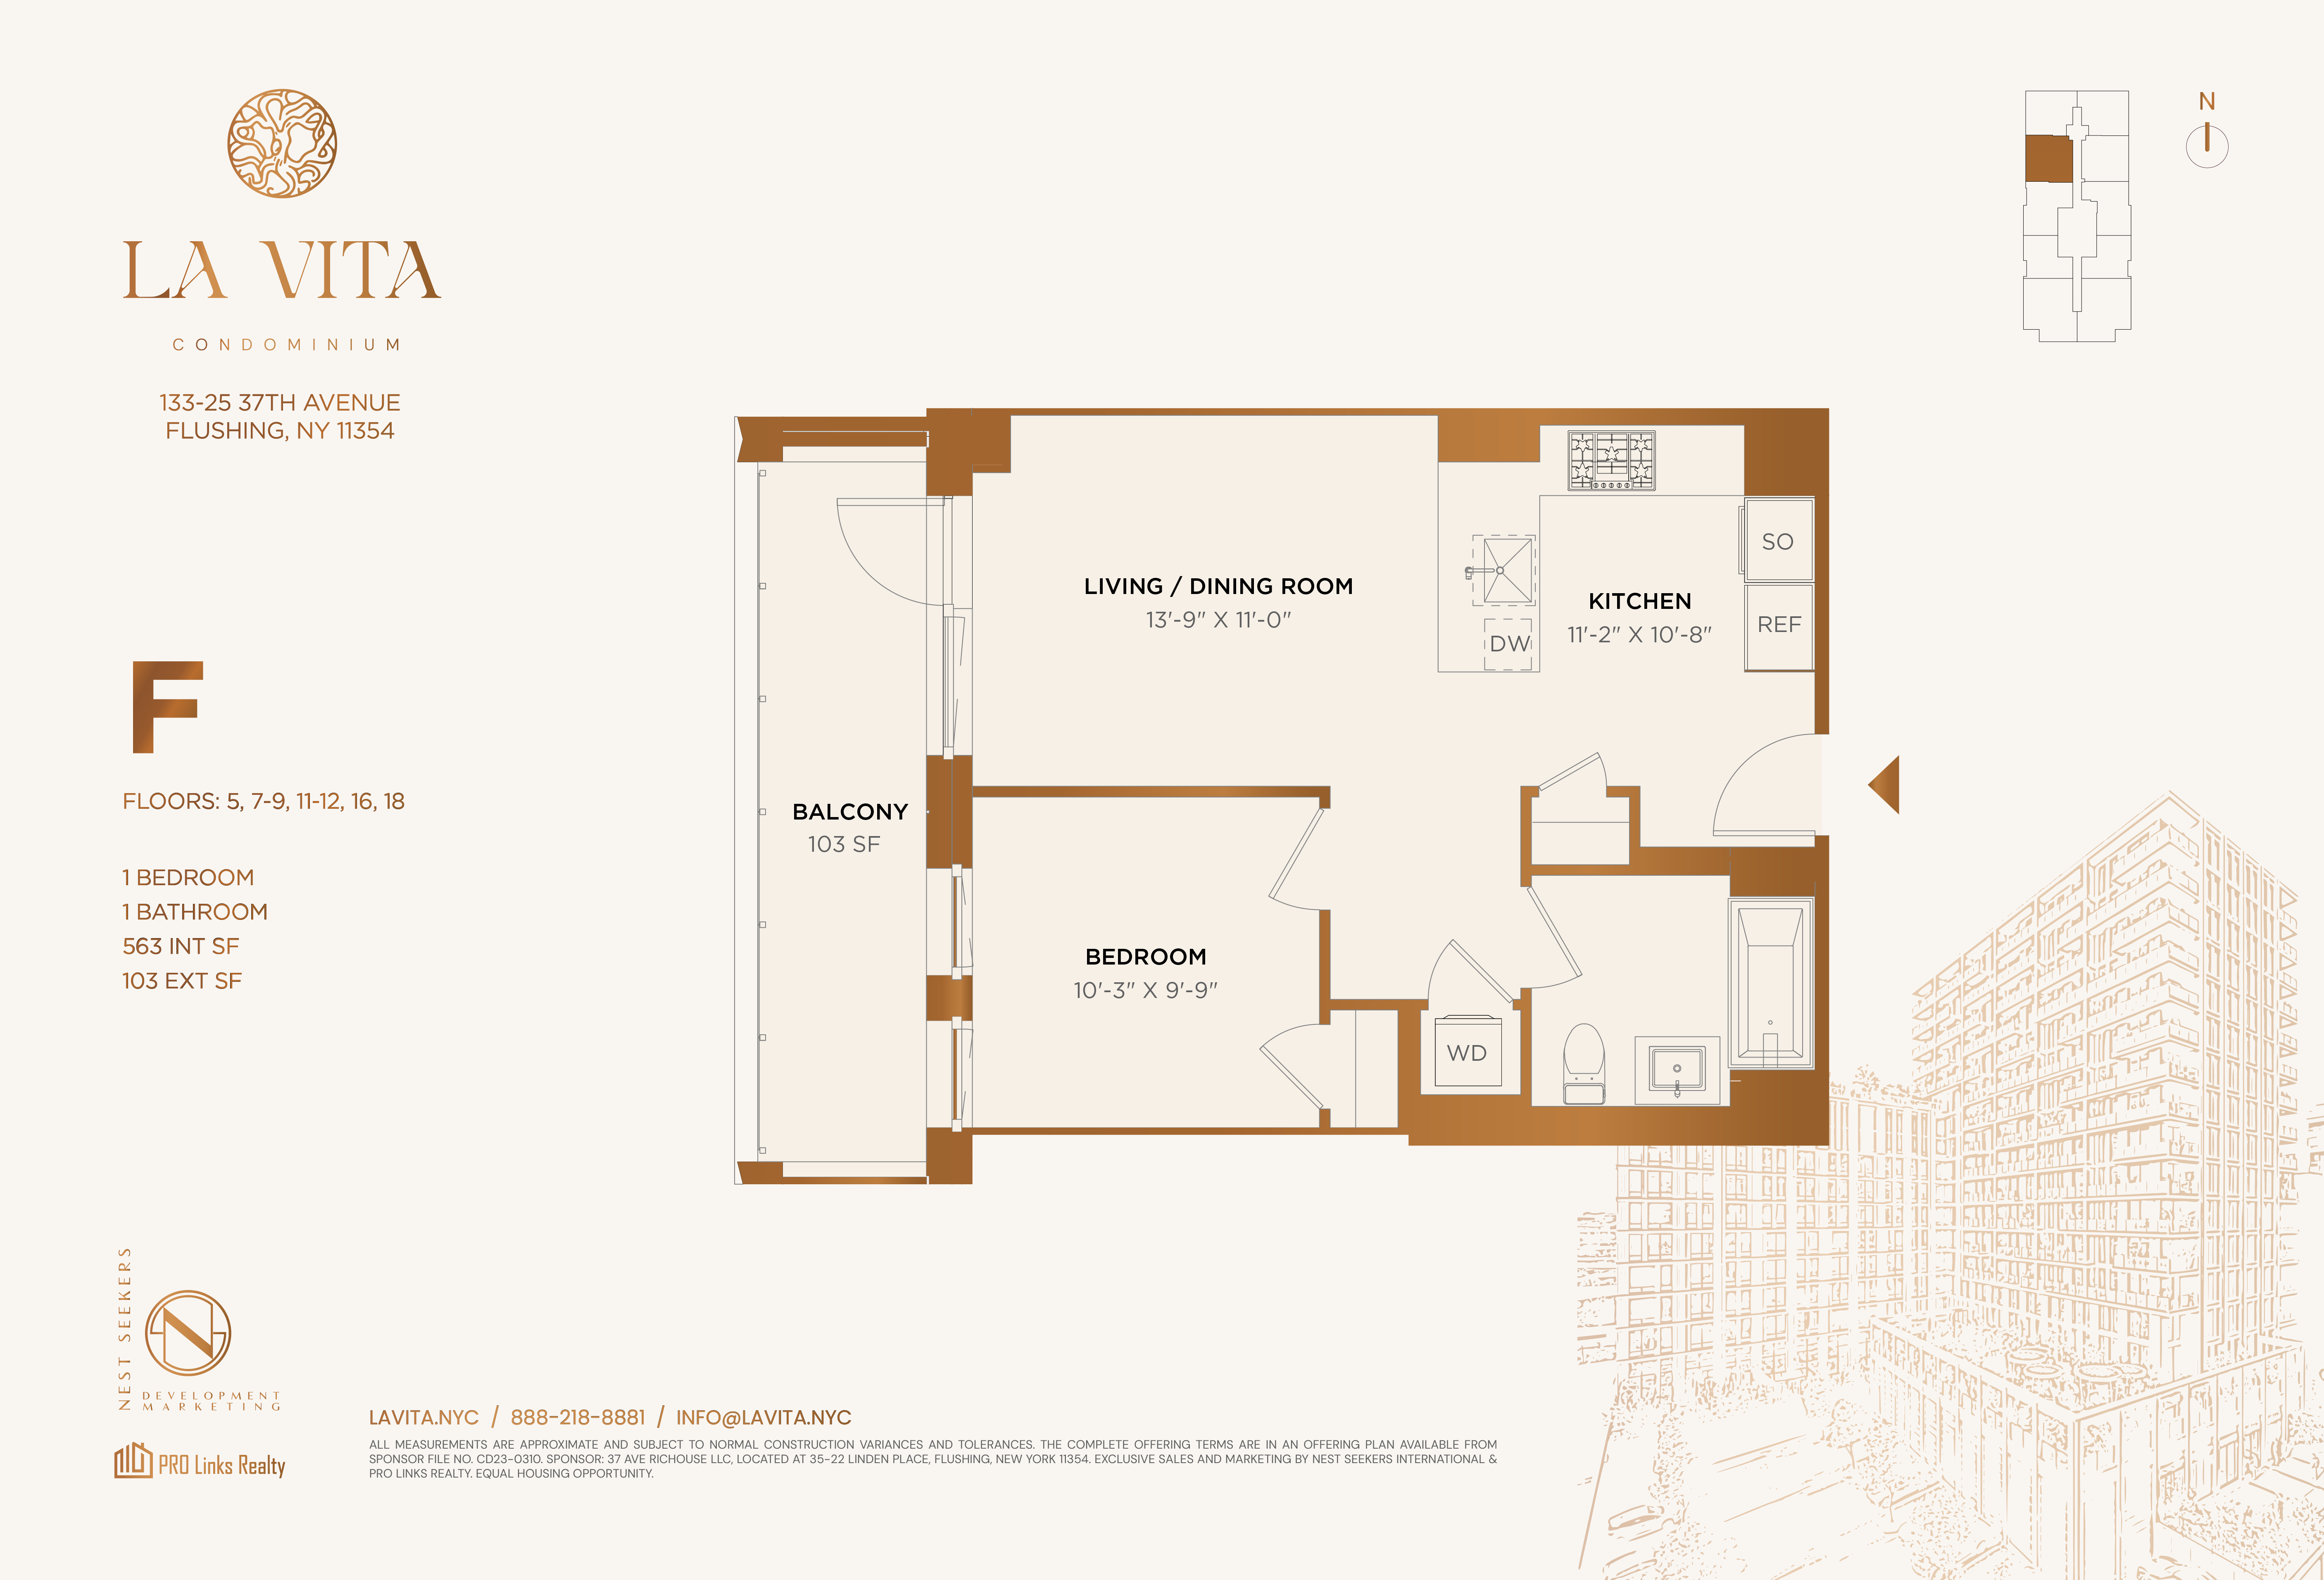 LA VITA
CONDOMINIUM
133-25 37TH AVENUE
FLUSHING, NY 11354
N
F
FLOORS: 5, 7-9, 11-12, 16, 18
1 BEDROOM
1 BATHROOM
563 INT SF
103 EXT SF
LIVING / DINING ROOM
13'-9" X 11'-0"
KITCHEN
11'-2" X 10'-8"
SO
REF
DW
BALCONY
103 SF
BEDROOM
10'-3" X 9'-9"
WD
NEST SEEKERS
N
DEVELOPMENT
MARKETING
PRO Links Realty
LAVITA.NYC / 888-218-8881 / INFO@LAVITA.NYC
ALL MEASUREMENTS ARE APPROXIMATE AND SUBJECT TO NORMAL CONSTRUCTION VARIANCES AND TOLERANCES. THE COMPLETE OFFERING TERMS ARE IN AN OFFERING PLAN AVAILABLE FROM
SPONSOR FILE NO. CD23-0310. SPONSOR: 37 AVE RICHOUSE LLC, LOCATED AT 35-22 LINDEN PLACE, FLUSHING, NEW YORK 11354. EXCLUSIVE SALES AND MARKETING BY NEST SEEKERS INTERNATIONAL &
PRO LINKS REALTY. EQUAL HOUSING OPPORTUNITY.